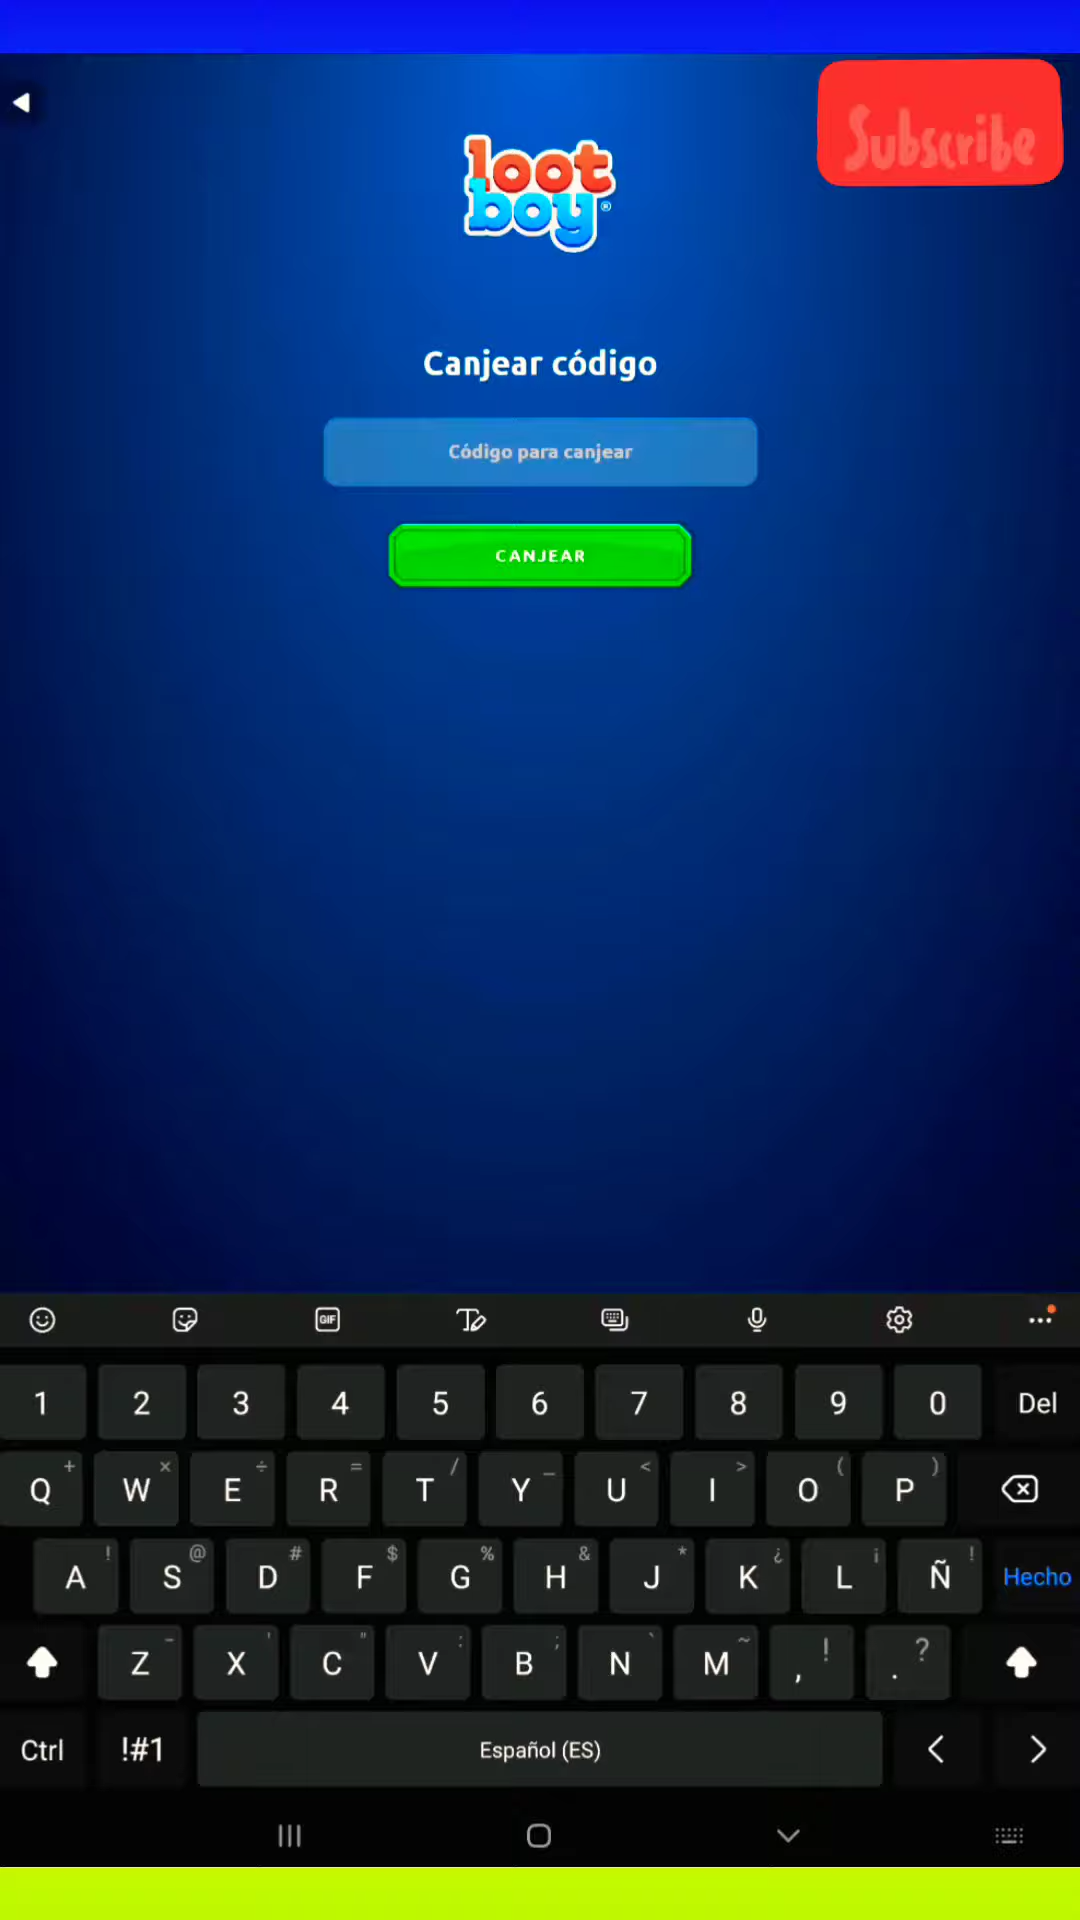 Subscribe
loot
boy®
Canjear código
Código para canjear
CANJEAR
GIF
1 2 3 4 5 6 7 8 9 0 Del
+ × ÷ = / _ < > ( )
Q W E R T Y U I O P
! @ # $ % & * ¿ ¡ !
A S D F G H J K L Ñ Hecho
- ' " : ; ` ~ ! ?
Z X C V B N M , .
Ctrl !#1 Español (ES) < >